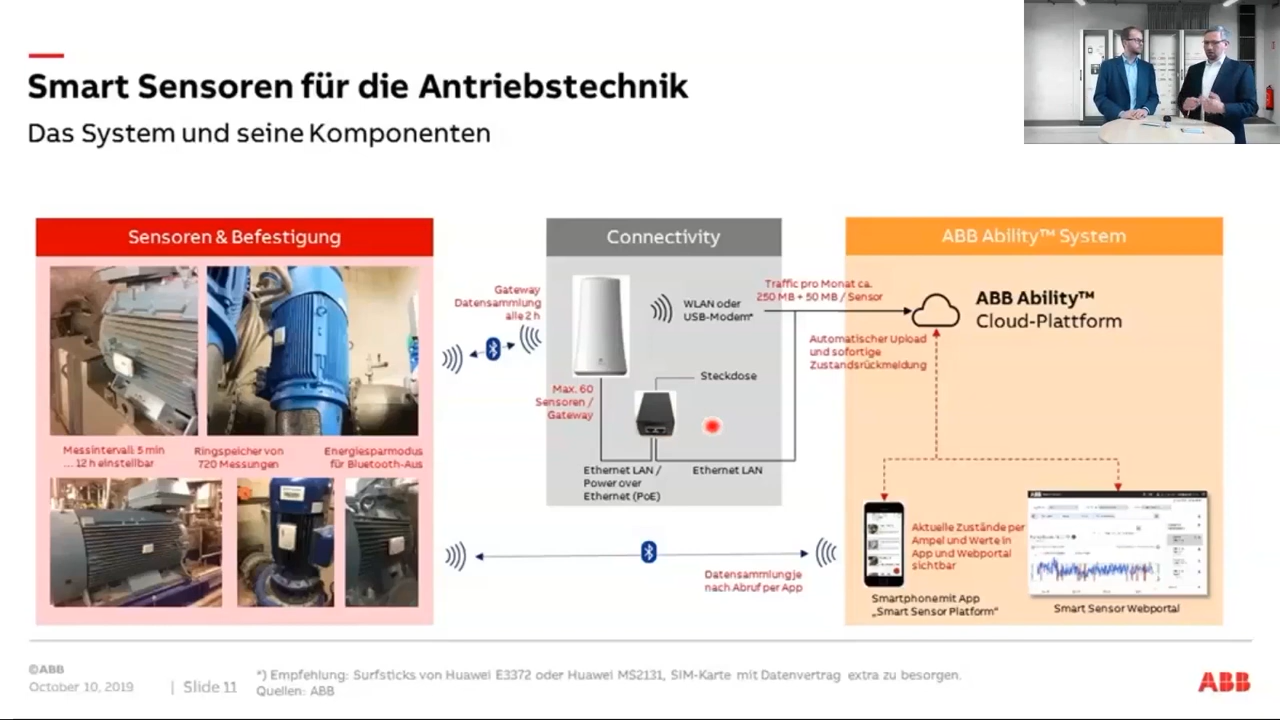 Smart Sensoren für die Antriebstechnik
Das System und seine Komponenten
Sensoren & Befestigung
Messintervall: 5 min
... 12 h einstellbar
Ringspeicher von
720 Messungen
Energiesparmodus
für Bluetooth-Aus
Gateway
Datensammlung
alle 2 h
Connectivity
WLAN oder
USB-Modem*
Steckdose
Max. 60
Sensoren /
Gateway
Ethernet LAN /
Power over
Ethernet (PoE)
Ethernet LAN
Traffic pro Monat ca.
250 MB + 50 MB / Sensor
Automatischer Upload
und sofortige
Zustandsrückmeldung
Datensammlung je
nach Abruf per App
ABB Ability™ System
ABB Ability™
Cloud-Plattform
Aktuelle Zustände per
Ampel und Werte in
App und Webportal
sichtbar
Smartphone mit App
„Smart Sensor Platform“
ABB
Smart Sensor Webportal
©ABB
October 10, 2019
| Slide 11
*) Empfehlung: Surfsticks von Huawei E3372 oder Huawei MS2131, SIM-Karte mit Datenvertrag extra zu besorgen.
Quellen: ABB
ABB